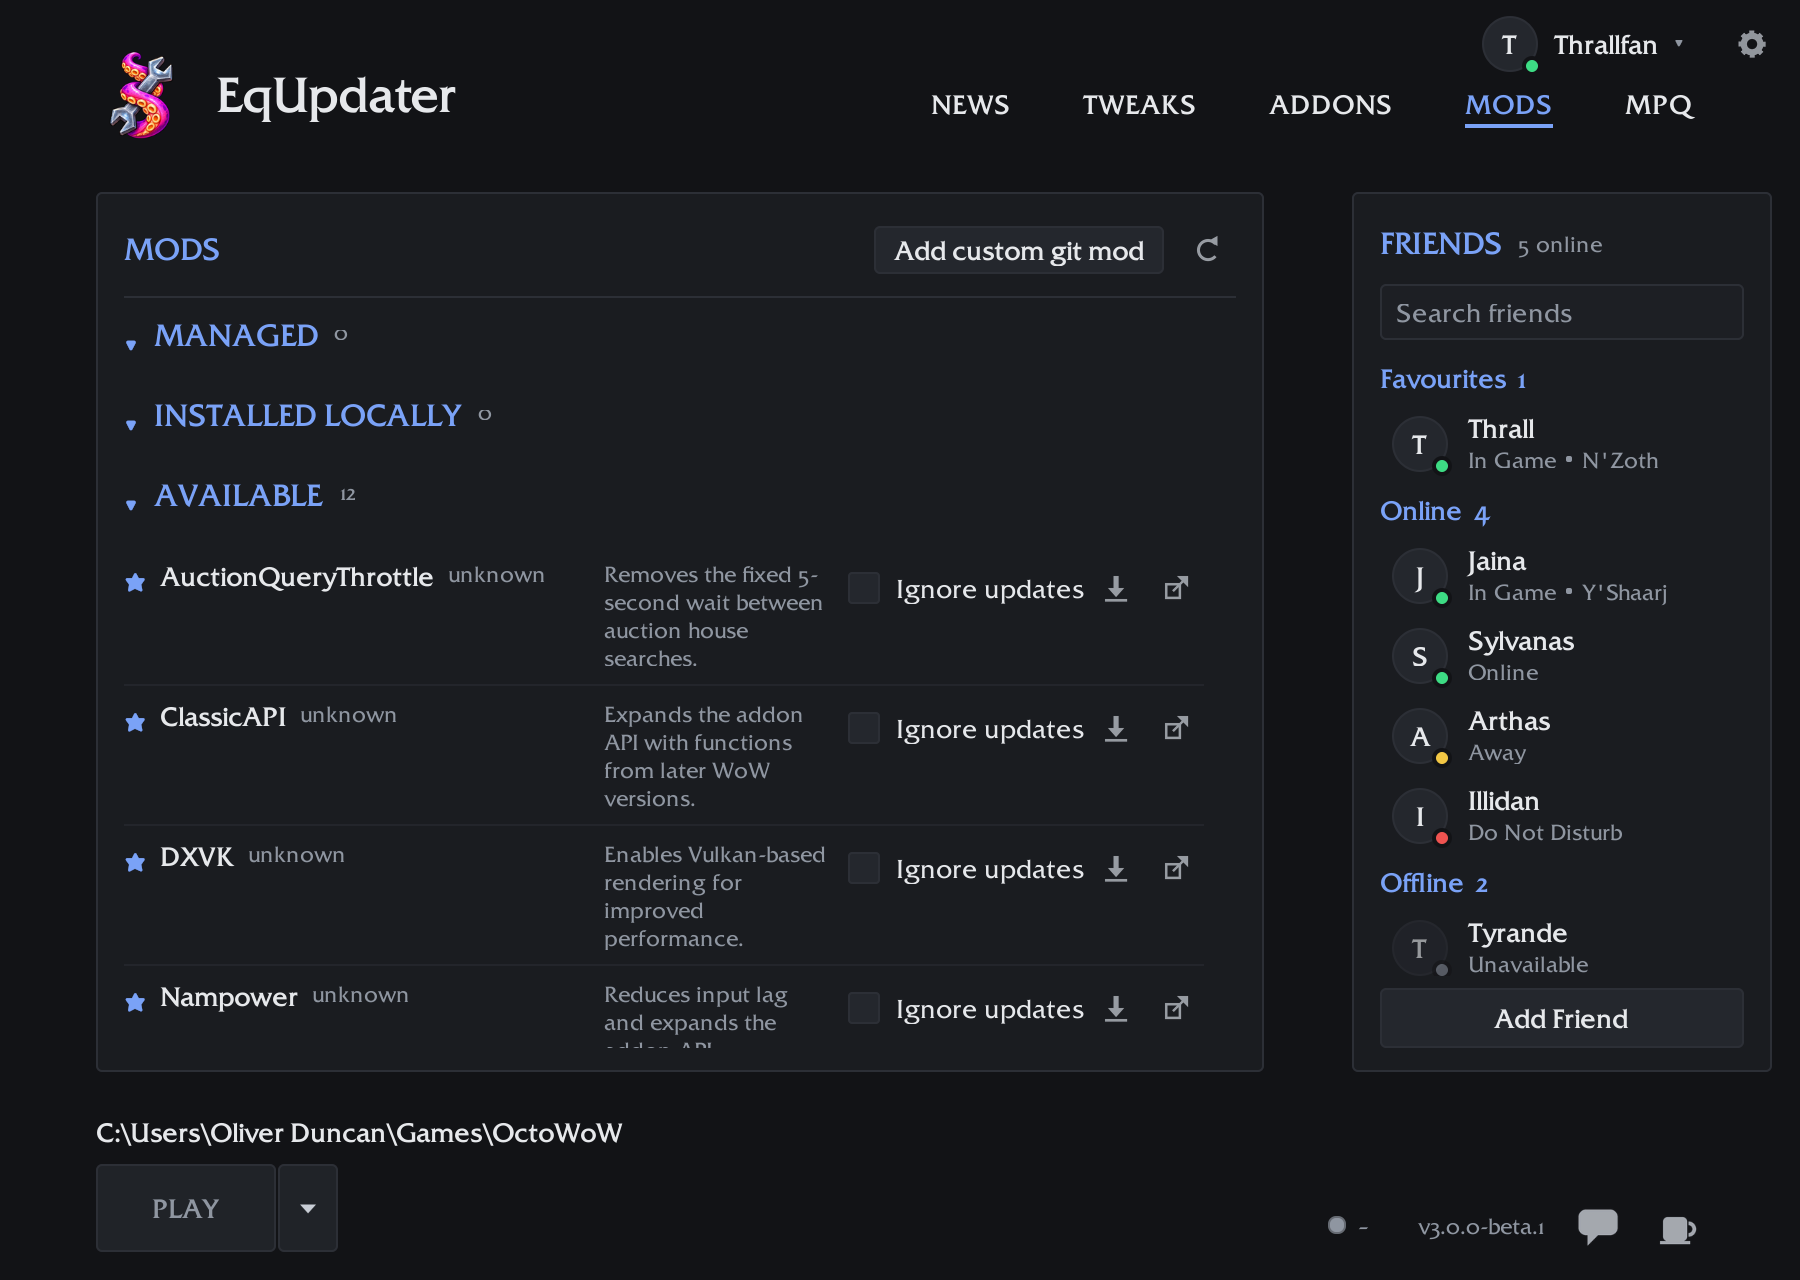 T Thrallfan
EqUpdater
NEWS TWEAKS ADDONS MODS MPQ
MODS
Add custom git mod
MANAGED 0
INSTALLED LOCALLY 0
AVAILABLE 12
AuctionQueryThrottle unknown
Removes the fixed 5-
second wait between
auction house
searches.
Ignore updates
ClassicAPI unknown
Expands the addon
API with functions
from later WoW
versions.
Ignore updates
DXVK unknown
Enables Vulkan-based
rendering for
improved
performance.
Ignore updates
Nampower unknown
Reduces input lag
and expands the
addon API
Ignore updates
FRIENDS 5 online
Search friends
Favourites 1
T Thrall
In Game • N'Zoth
Online 4
J Jaina
In Game • Y'Shaarj
S Sylvanas
Online
A Arthas
Away
I Illidan
Do Not Disturb
Offline 2
T Tyrande
Unavailable
Add Friend
C:\Users\Oliver Duncan\Games\OctoWoW
PLAY
-
v3.0.0-beta.1